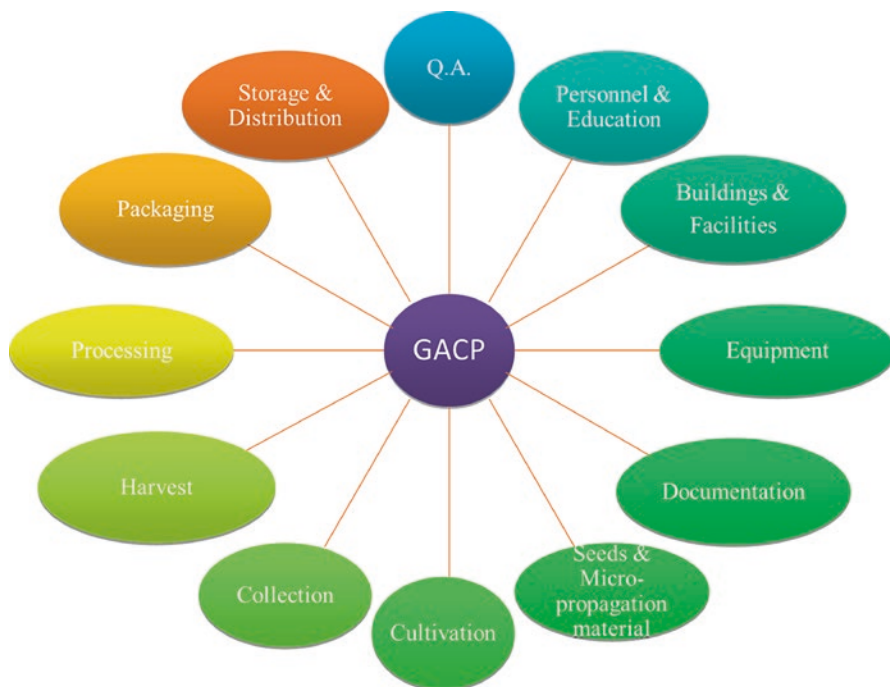 Q.A.
Personnel &
Education
Buildings &
Facilities
Equipment
Documentation
Seeds &
Micro-
propagation
material
Cultivation
Collection
Harvest
Processing
Packaging
Storage &
Distribution
GACP